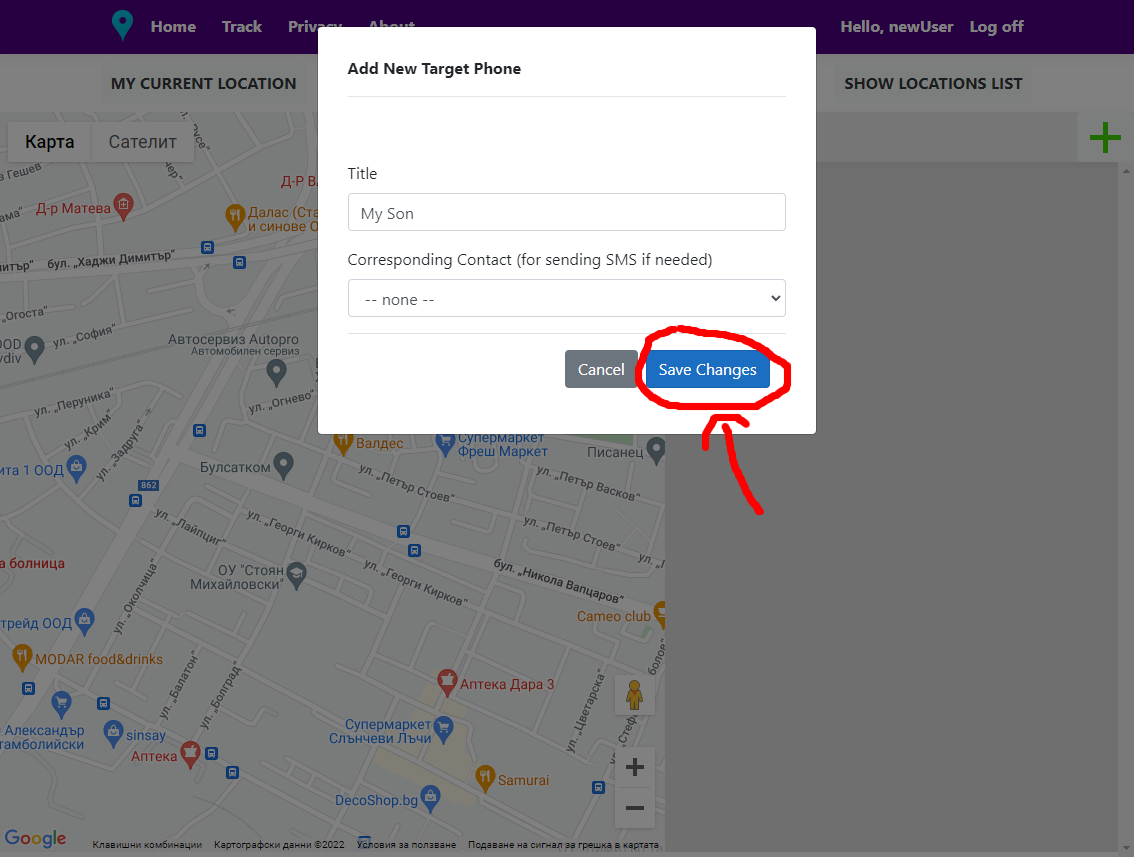 Home Track Privacy About Hello, newUser Log off
MY CURRENT LOCATION
SHOW LOCATIONS LIST
Add New Target Phone
Title
My Son
Corresponding Contact (for sending SMS if needed)
-- none --
Cancel
Save Changes
Карта
Сателит
Д-р Матева
Далас (Ста
и синове О
бул. „Хаджи Димитър”
ул. „София“
Автосервиз Autopro
Автомобилен сервиз
ул. „Перуника“
ул. „Огнево“
ул. „Крим“
ул. „Задруга“
Валдес
Супермаркет
Фреш Маркет
Писанец
ита 1 ООД
Булсатком
862
ул. „Петър Стоев“
ул. „Петър Васков“
ул. „Лайпциг“
ул. „Георги Кирков“
ул. „Петър Стоев“
а болница
ОУ "Стоян
Михайловски"
ул. „Георги Кирков“
бул. „Никола Вапцаров“
ул. „Околчица“
Cameo club
трейд ООД
MODAR food&drinks
ул. „Балатон“
ул. „Болград“
Аптека Дара 3
ул. „Цветарска“
Александър
тамболийски
sinsay
Супермаркет
Слънчеви Лъчи
Аптека
Samurai
DecoShop.bg
Google
Клавишни комбинации
Картографски данни ©2022
Условия за ползване
Подаване на сигнал за грешка в картата